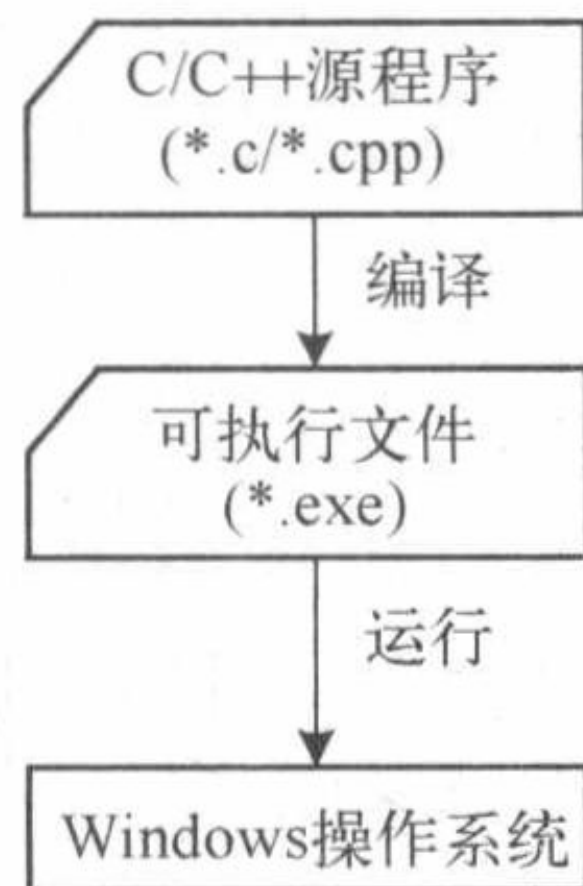 C/C++源程序
(*.c/*.cpp)
编译
可执行文件
(*.exe)
运行
Windows操作系统